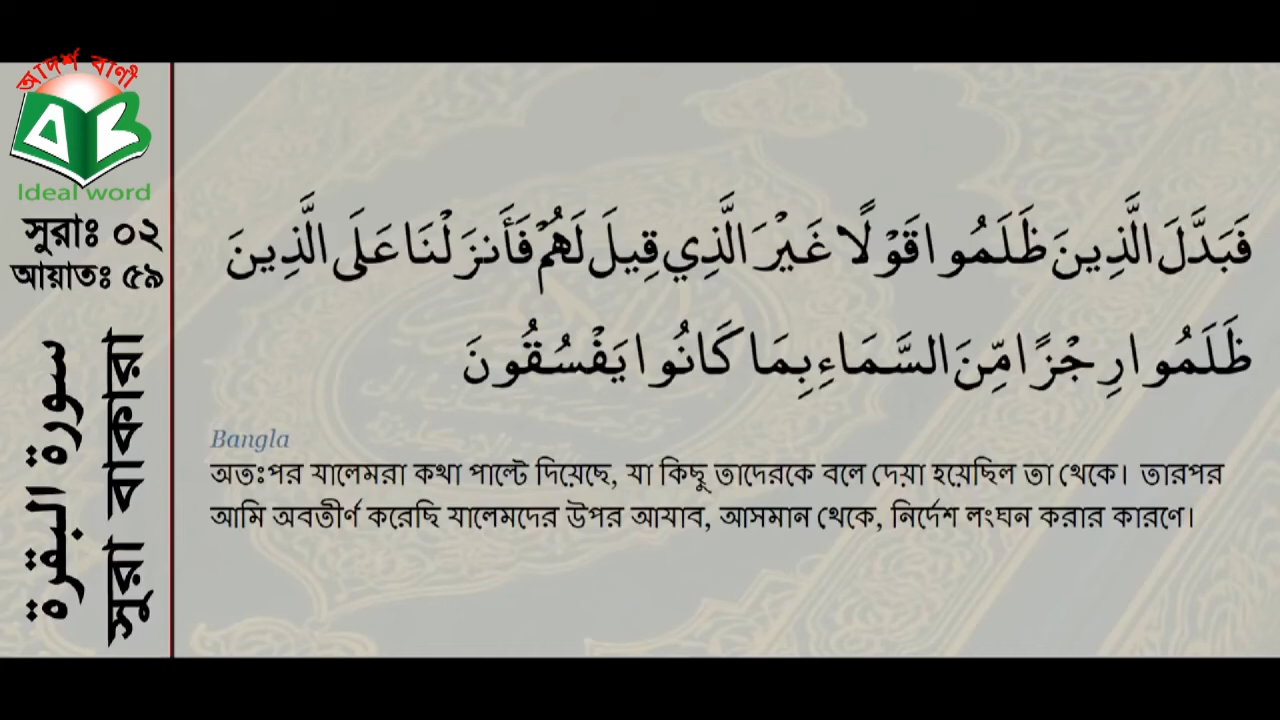 আদর্শ বাণী
Ideal word
সুরাঃ ০২
আয়াতঃ ৫৯
سورة البقرة
সুরা বাকারা
فَبَدَّلَ الَّذِينَ ظَلَمُوا قَوْلًا غَيْرَ الَّذِي قِيلَ لَهُمْ فَأَنزَلْنَا عَلَى الَّذِينَ
ظَلَمُوا رِجْزًا مِّنَ السَّمَاءِ بِمَا كَانُوا يَفْسُقُونَ
Bangla
অতঃপর যালেমরা কথা পাল্টে দিয়েছে, যা কিছু তাদেরকে বলে দেয়া হয়েছিল তা থেকে। তারপর
আমি অবতীর্ণ করেছি যালেমদের উপর আযাব, আসমান থেকে, নির্দেশ লংঘন করার কারণে।